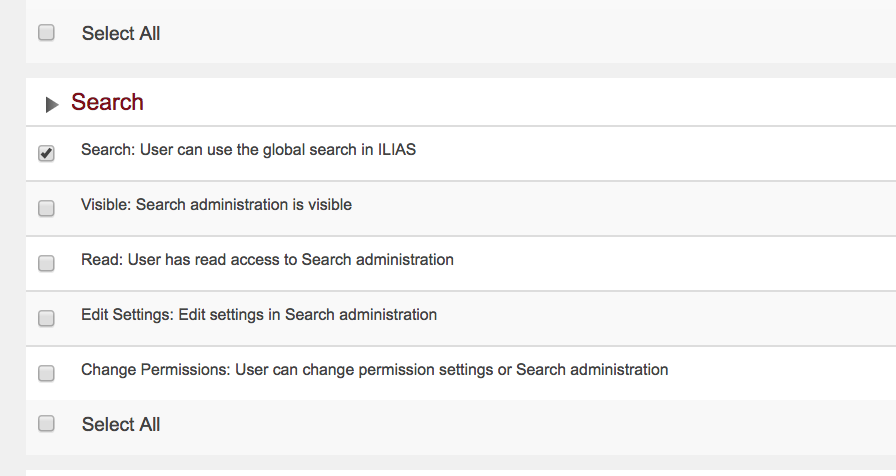 Select All
Search
Search: User can use the global search in ILIAS
Visible: Search administration is visible
Read: User has read access to Search administration
Edit Settings: Edit settings in Search administration
Change Permissions: User can change permission settings or Search administration
Select All